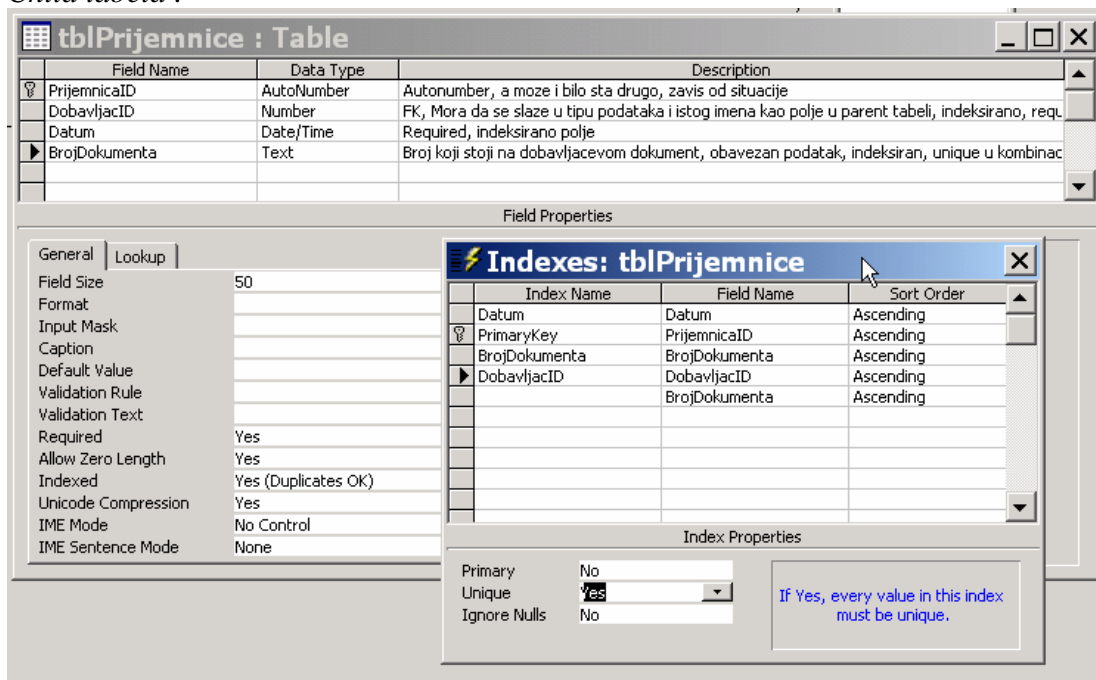 Child tabela :
tblPrijemnice : Table
Field Name Data Type Description
PrijemnicaID AutoNumber Autonumber, a moze i bilo sta drugo, zavis od situacije
DobavljacID Number FK, Mora da se slaze u tipu podataka i istog imena kao polje u parent tabeli, indeksirano, requ
Datum Date/Time Required, indeksirano polje
BrojDokumenta Text Broj koji stoji na dobavljacevom dokument, obavezan podatak, indeksiran, unique u kombinac
Field Properties
General Lookup
Field Size 50
Format
Input Mask
Caption
Default Value
Validation Rule
Validation Text
Required Yes
Allow Zero Length Yes
Indexed Yes (Duplicates OK)
Unicode Compression Yes
IME Mode No Control
IME Sentence Mode None
Indexes: tblPrijemnice
Index Name Field Name Sort Order
Datum Datum Ascending
PrimaryKey PrijemnicaID Ascending
BrojDokumenta BrojDokumenta Ascending
DobavljacID DobavljacID Ascending
BrojDokumenta Ascending
Index Properties
Primary No
Unique Yes
Ignore Nulls No
If Yes, every value in this index
must be unique.